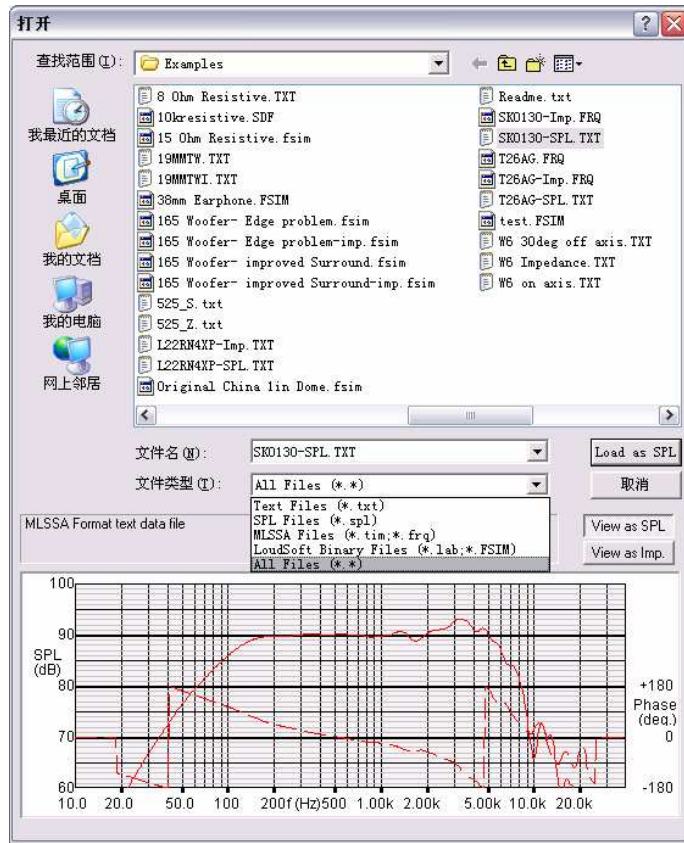 打开
查找范围(I): Examples
我最近的文档
桌面
我的文档
我的电脑
网上邻居
8 Ohm Resistive.TXT
10kresistive.SDF
15 Ohm Resistive.fsim
19MMTW.TXT
19MMTWI.TXT
38mm Earphone.FSIM
165 Woofer- Edge problem.fsim
165 Woofer- Edge problem-imp.fsim
165 Woofer- improved Surround.fsim
165 Woofer- improved Surround-imp.fsim
525_S.txt
525_Z.txt
L22RN4XP-Imp.TXT
L22RN4XP-SPL.TXT
Original China 1in Dome.fsim
Readme.txt
SKO130-Imp.FRQ
SKO130-SPL.TXT
T26AG.FRQ
T26AG-Imp.FRQ
T26AG-SPL.TXT
test.FSIM
W6 30deg off axis.TXT
W6 Impedance.TXT
W6 on axis.TXT
文件名(N): SKO130-SPL.TXT Load as SPL
文件类型(T): All Files (*.*) 取消
Text Files (*.txt)
SPL Files (*.spl)
MLSSA Files (*.tim;*.frq)
LoudSoft Binary Files (*.lab;*.FSIM)
All Files (*.*)
MLSSA Format text data file
View as SPL
View as Imp.
100
90
SPL
(dB)
80
70
60
+180
Phase
(deg.)
0
-180
10.0 20.0 50.0 100 200 f (Hz) 500 1.00k 2.00k 5.00k 10.0k 20.0k